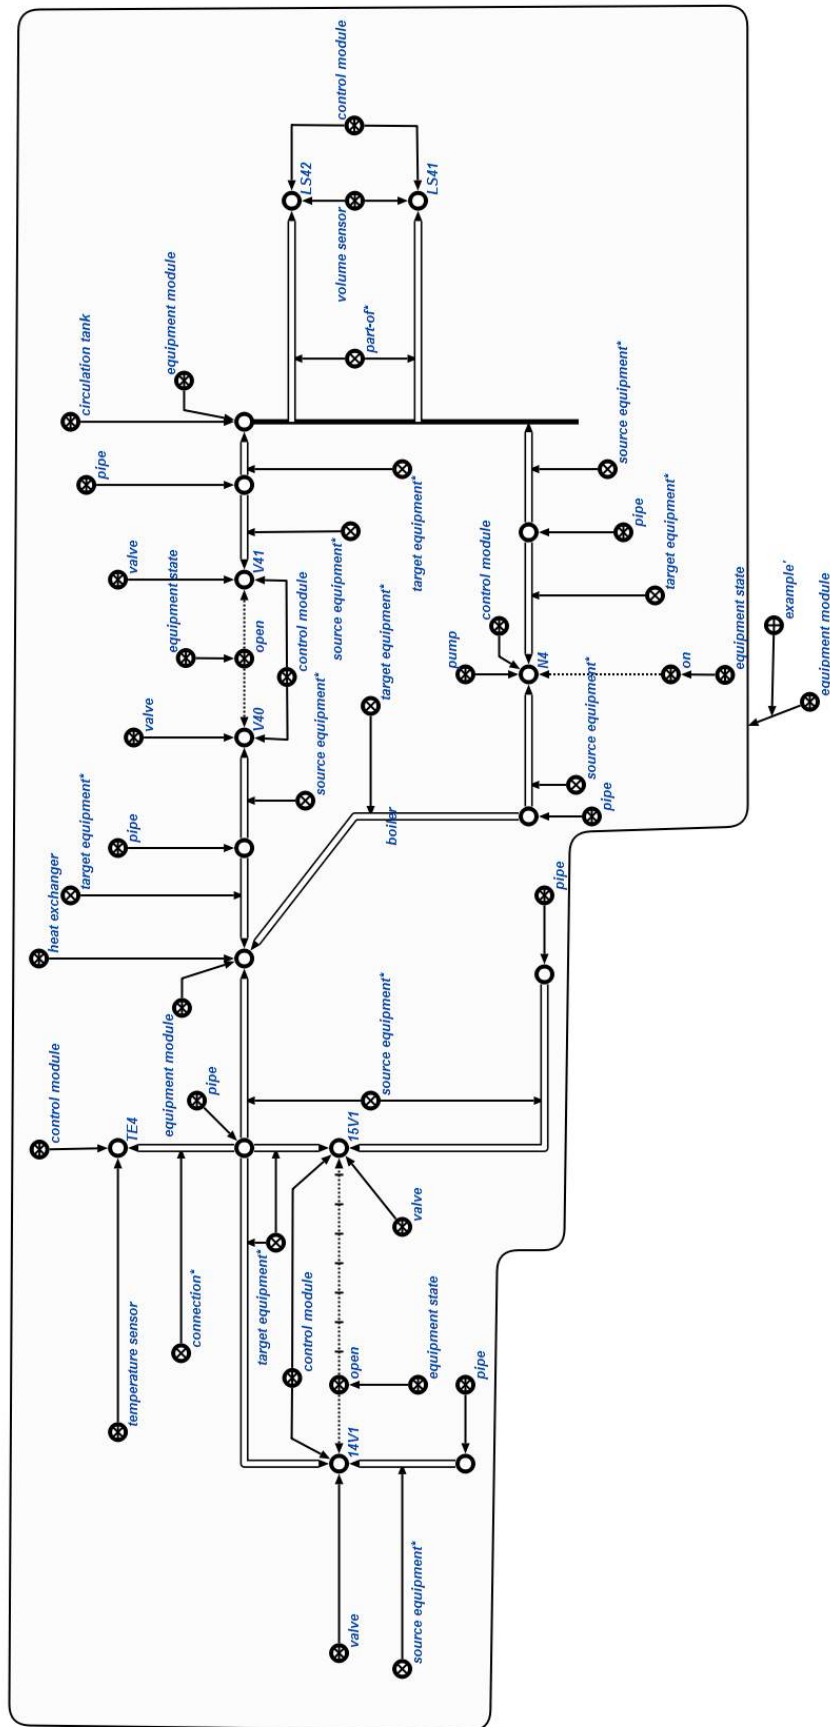 control module
LS42
LS41
volume sensor
part-of*
equipment module
circulation tank
source equipment*
pipe
target equipment*
pipe
target equipment*
valve
V41
equipment state
open
control module
source equipment*
control module
target equipment*
pump
N4
on
equipment state
example'
equipment module
valve
V40
source equipment*
source equipment*
pipe
boiler
target equipment*
pipe
heat exchanger
pipe
equipment module
source equipment*
control module
TE4
pipe
15V1
valve
temperature sensor
connection*
target equipment*
control module
open
equipment state
pipe
14V1
valve
source equipment*